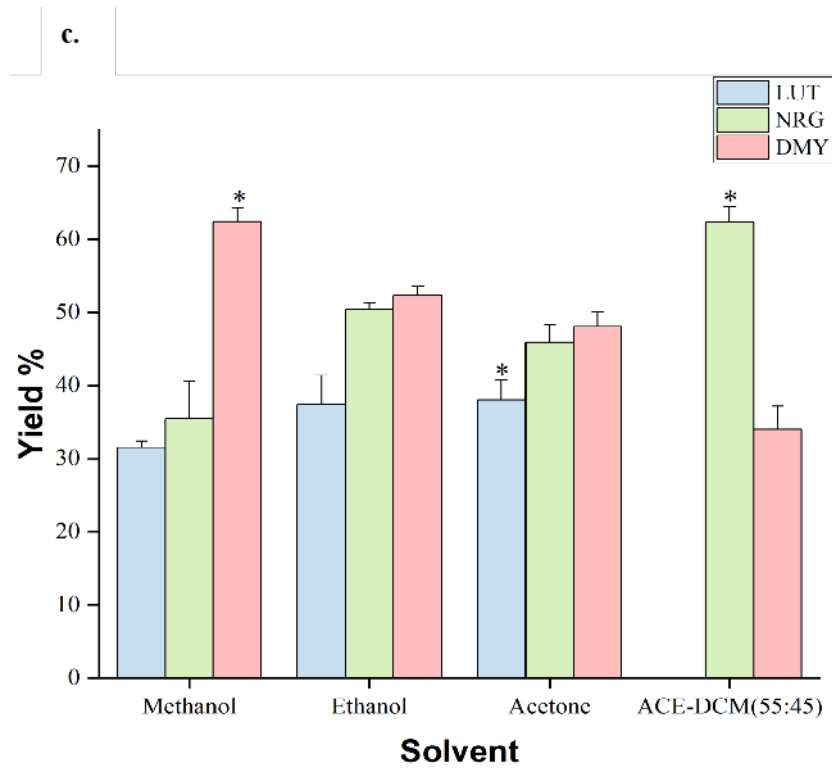 c.
LUT
NRG
DMY
70
60
50
40
30
20
10
0
Yield %
*
*
*
Methanol Ethanol Acetone ACE-DCM(55:45)
Solvent